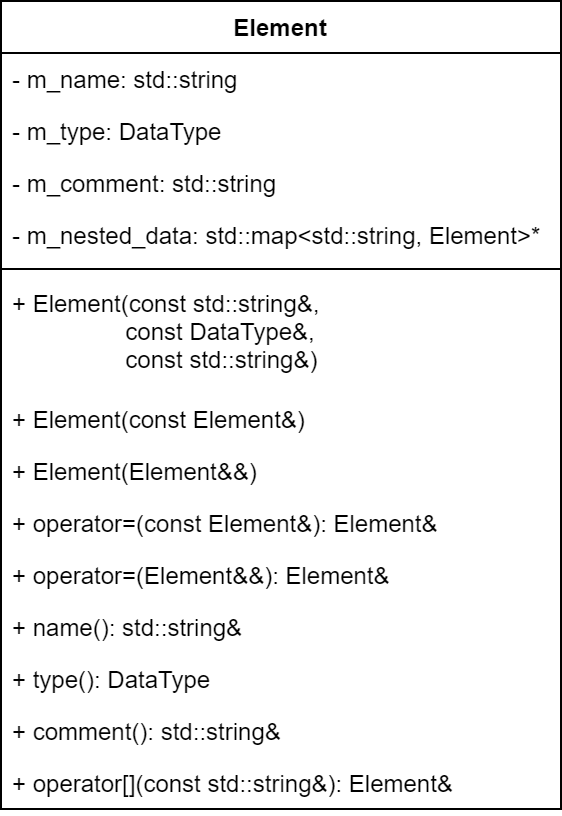 Element
- m_name: std::string
- m_type: DataType
- m_comment: std::string
- m_nested_data: std::map<std::string, Element>*
+ Element(const std::string&,
const DataType&,
const std::string&)
+ Element(const Element&)
+ Element(Element&&)
+ operator=(const Element&): Element&
+ operator=(Element&&): Element&
+ name(): std::string&
+ type(): DataType
+ comment(): std::string&
+ operator[](const std::string&): Element&